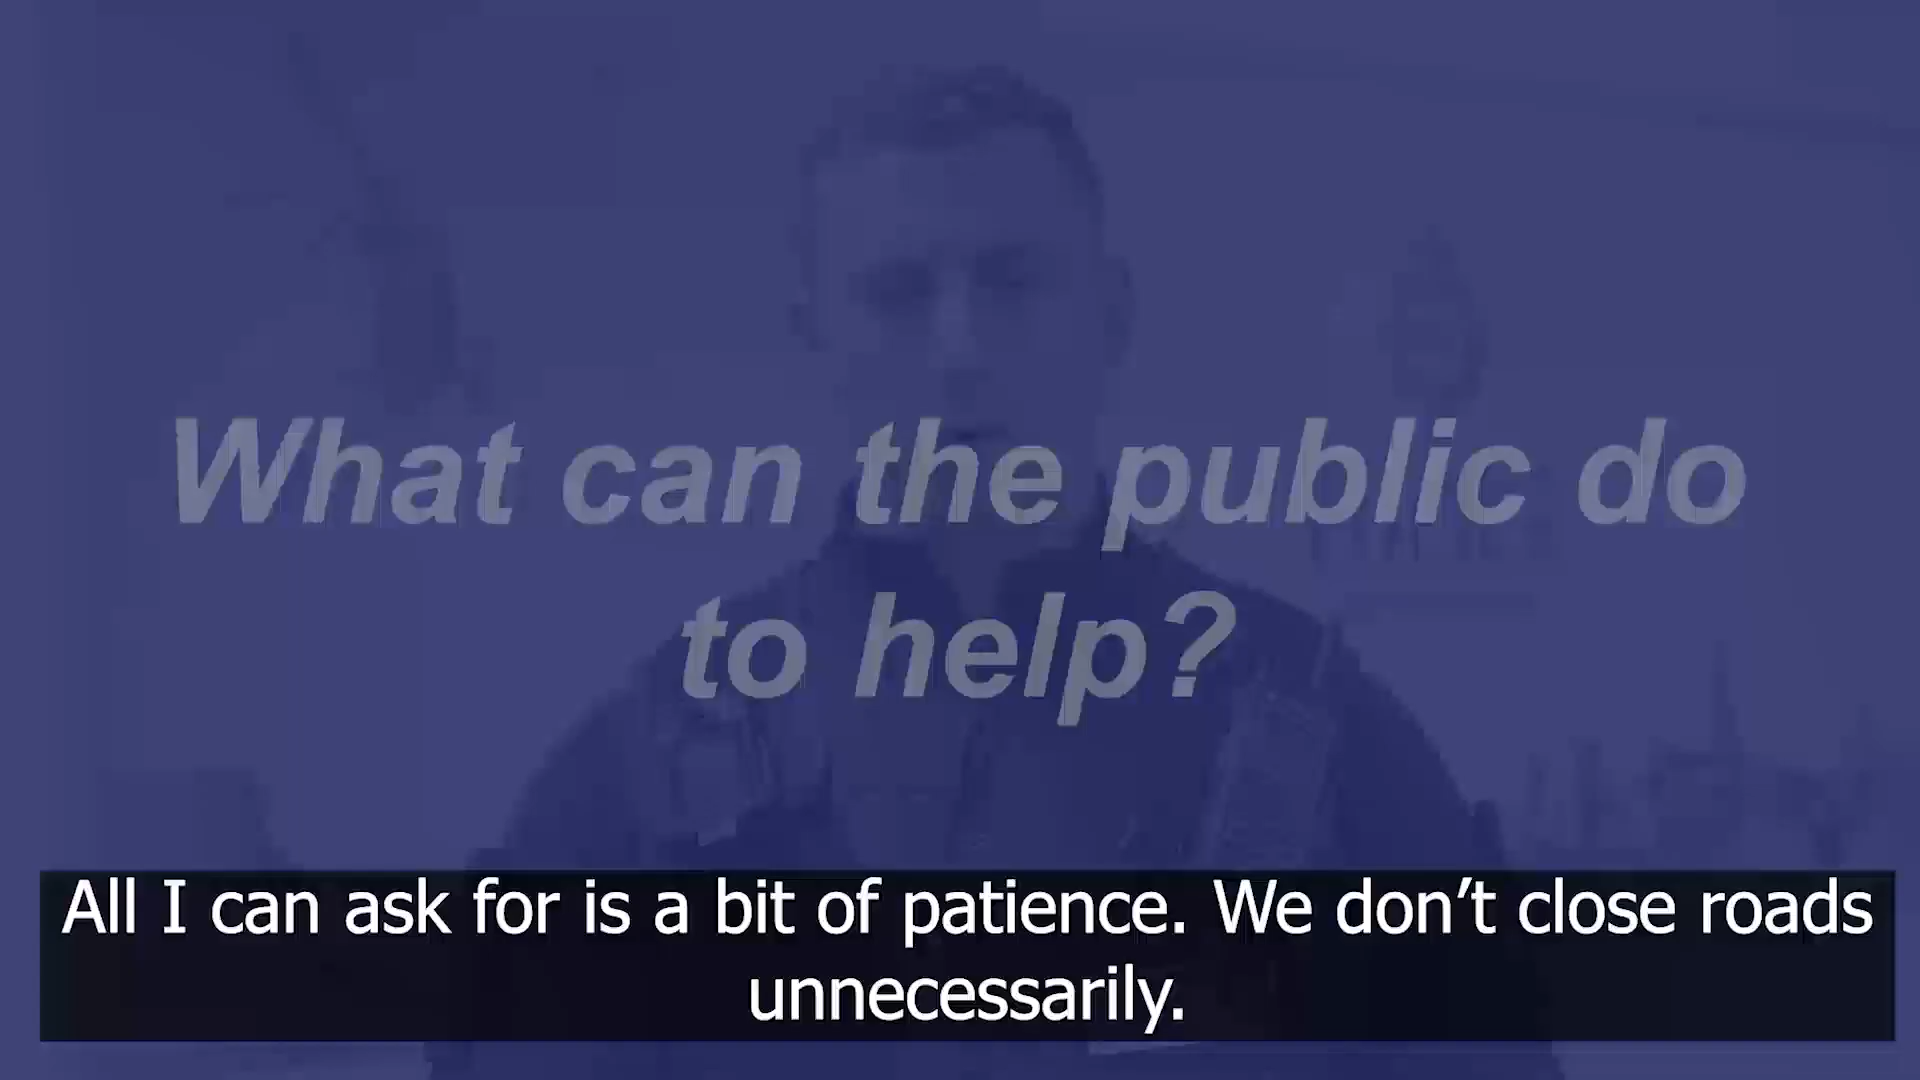 What can the public do
to help?
All I can ask for is a bit of patience. We don’t close roads
unnecessarily.